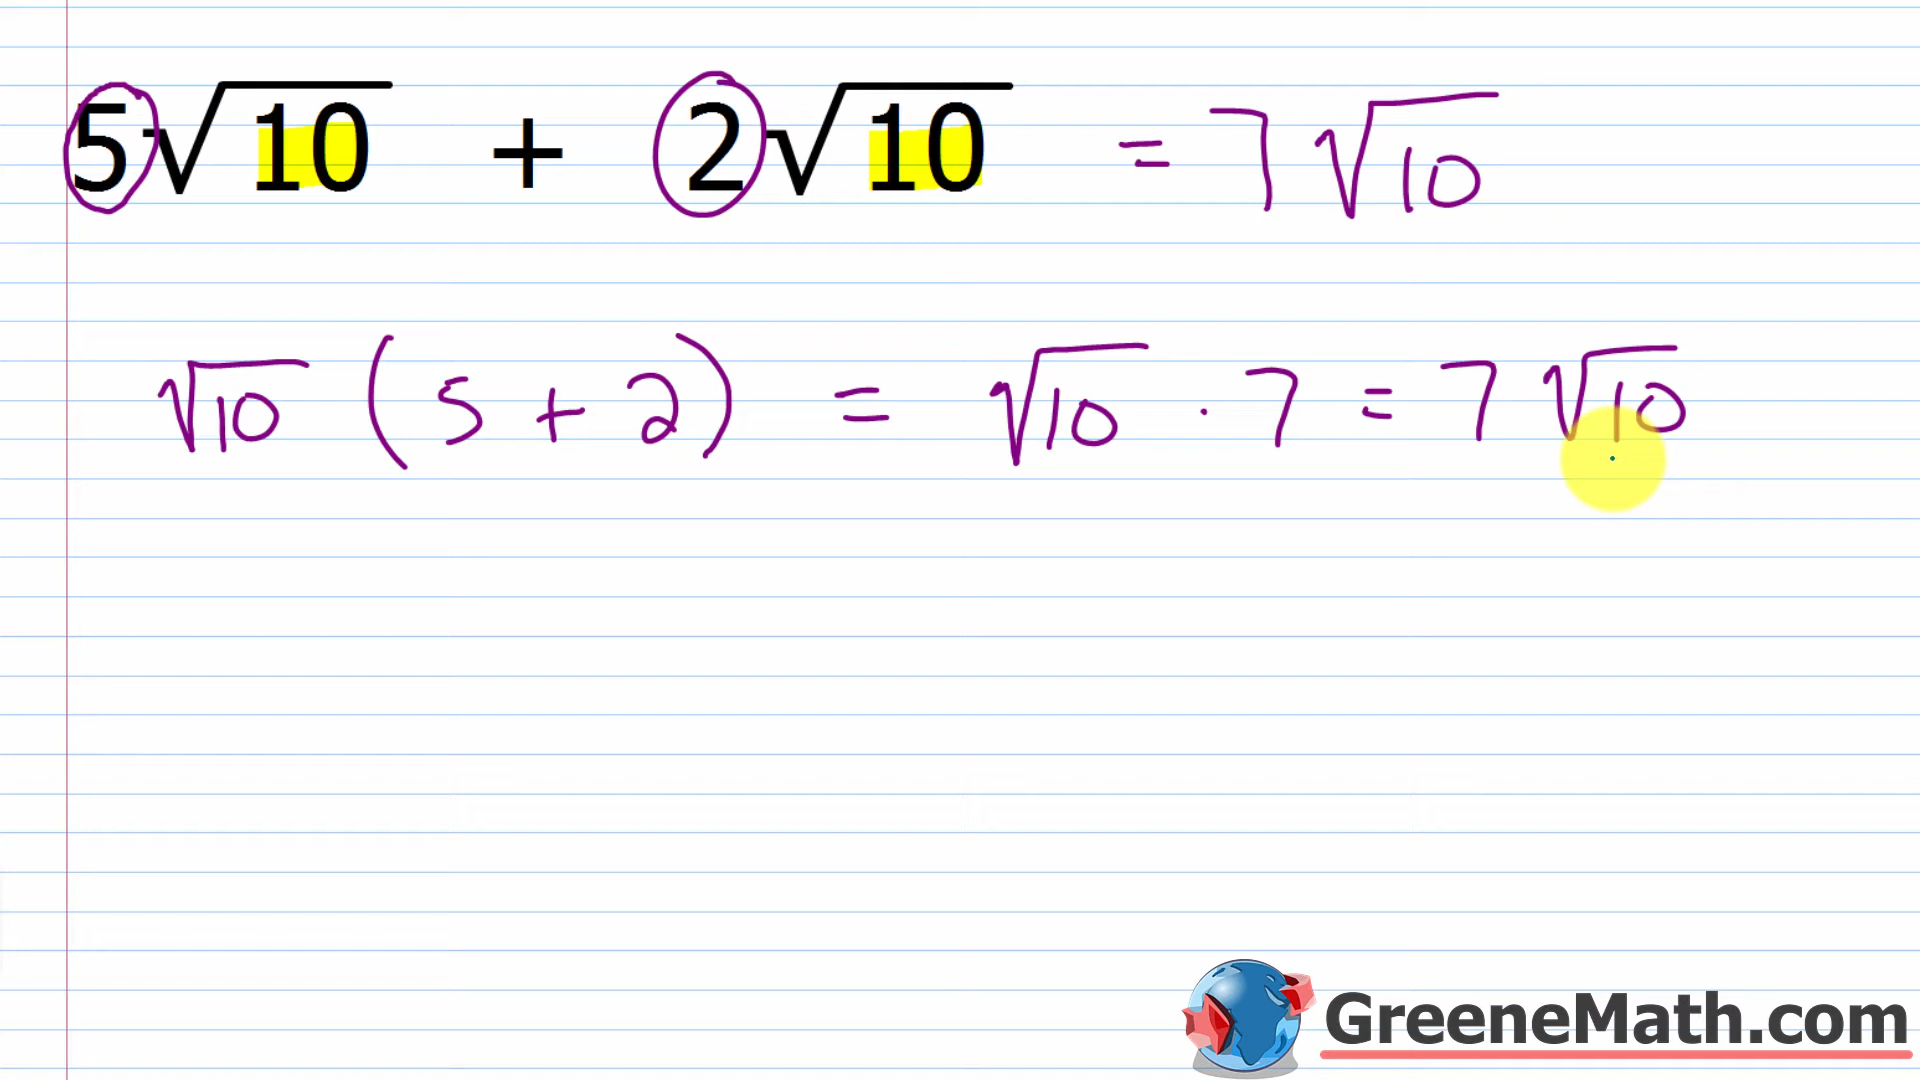 5√10 + 2√10 = 7√10
√10 (5 + 2) = √10 · 7 = 7√10
GreeneMath.com